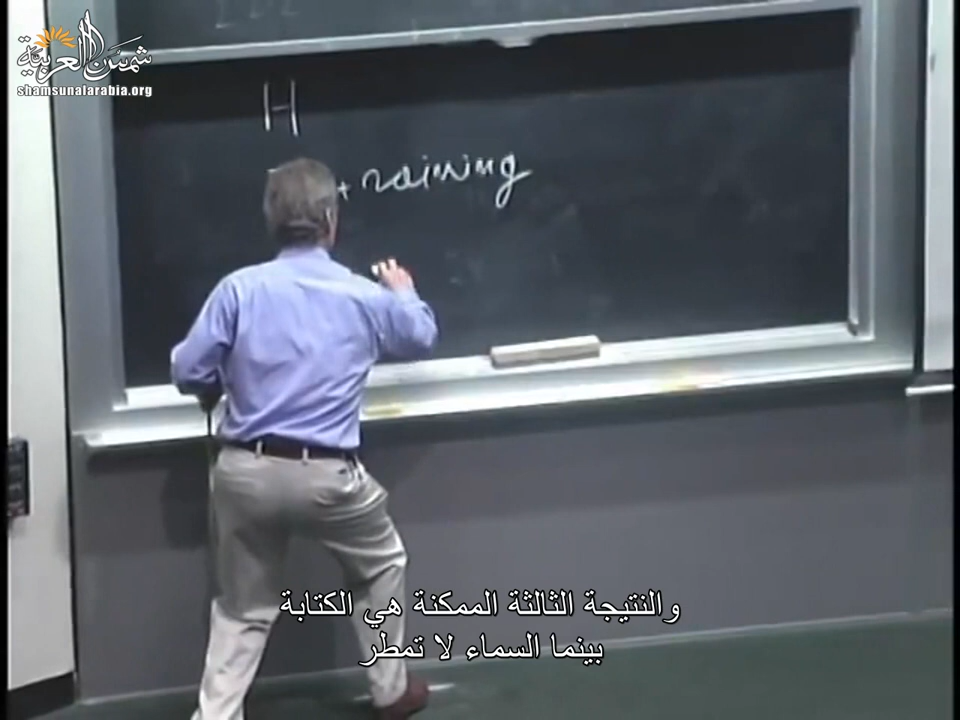 شمس العربية
shamsunalarabia.org
H
+ raining
والنتيجة الثالثة الممكنة هي الكتابة
بينما السماء لا تمطر